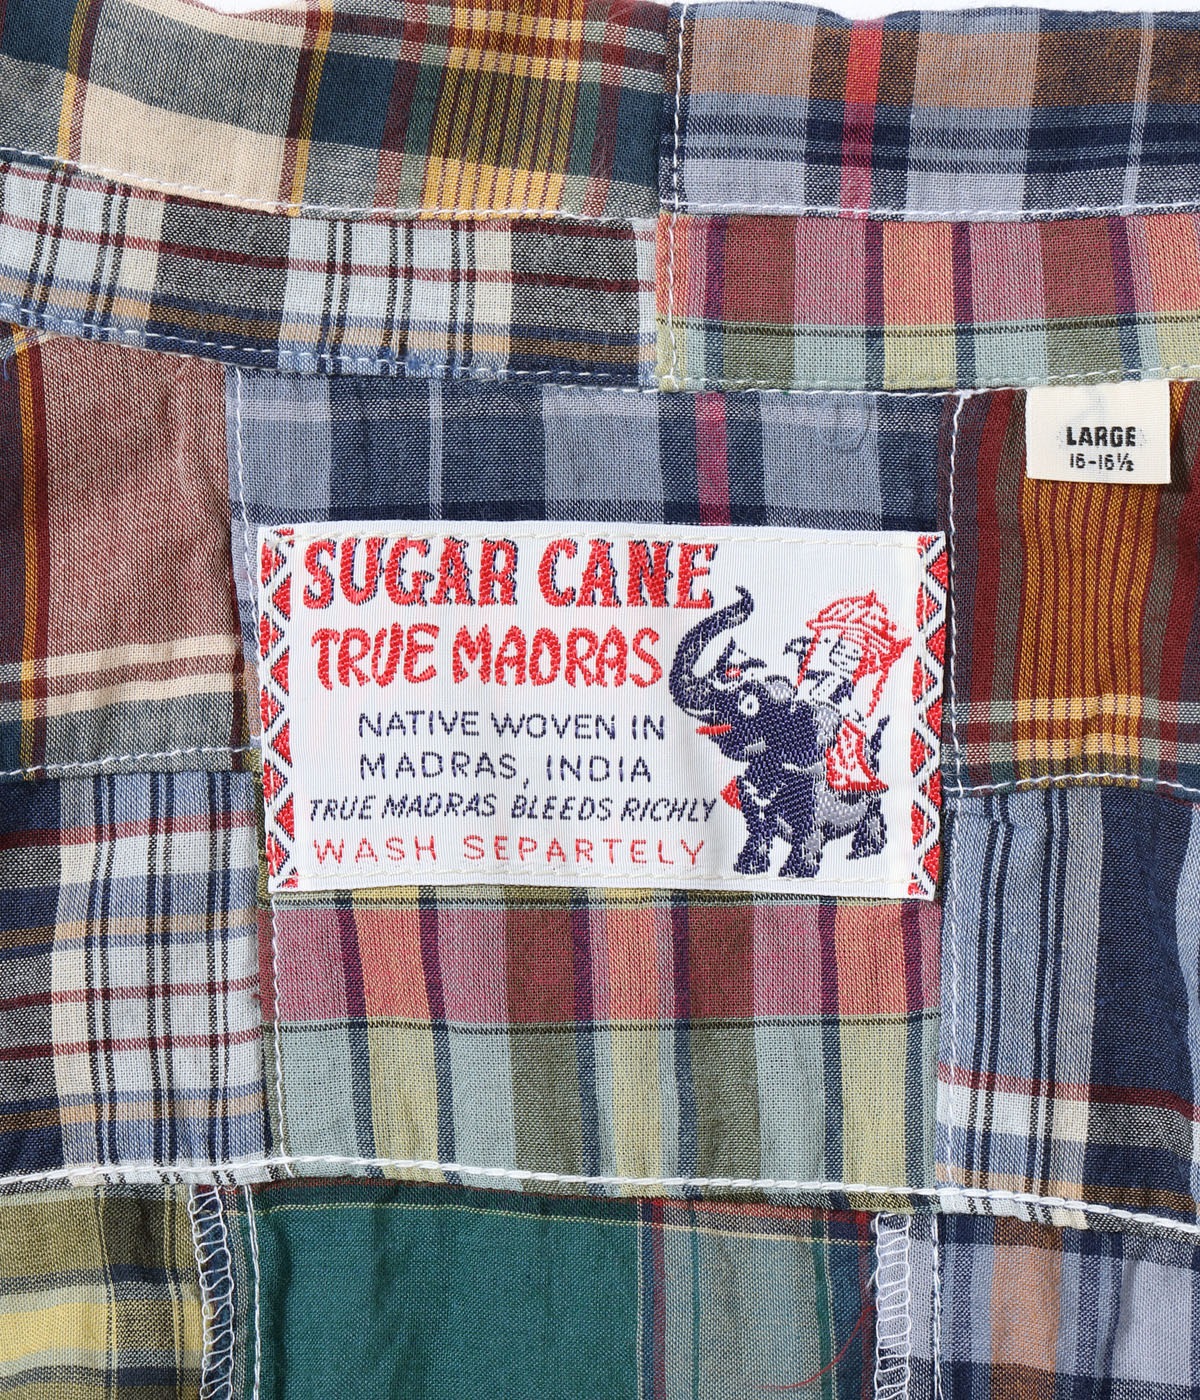 LARGE
16-16½
SUGAR CANE
TRUE MADRAS
NATIVE WOVEN IN
MADRAS, INDIA
TRUE MADRAS BLEEDS RICHLY
WASH SEPARTELY